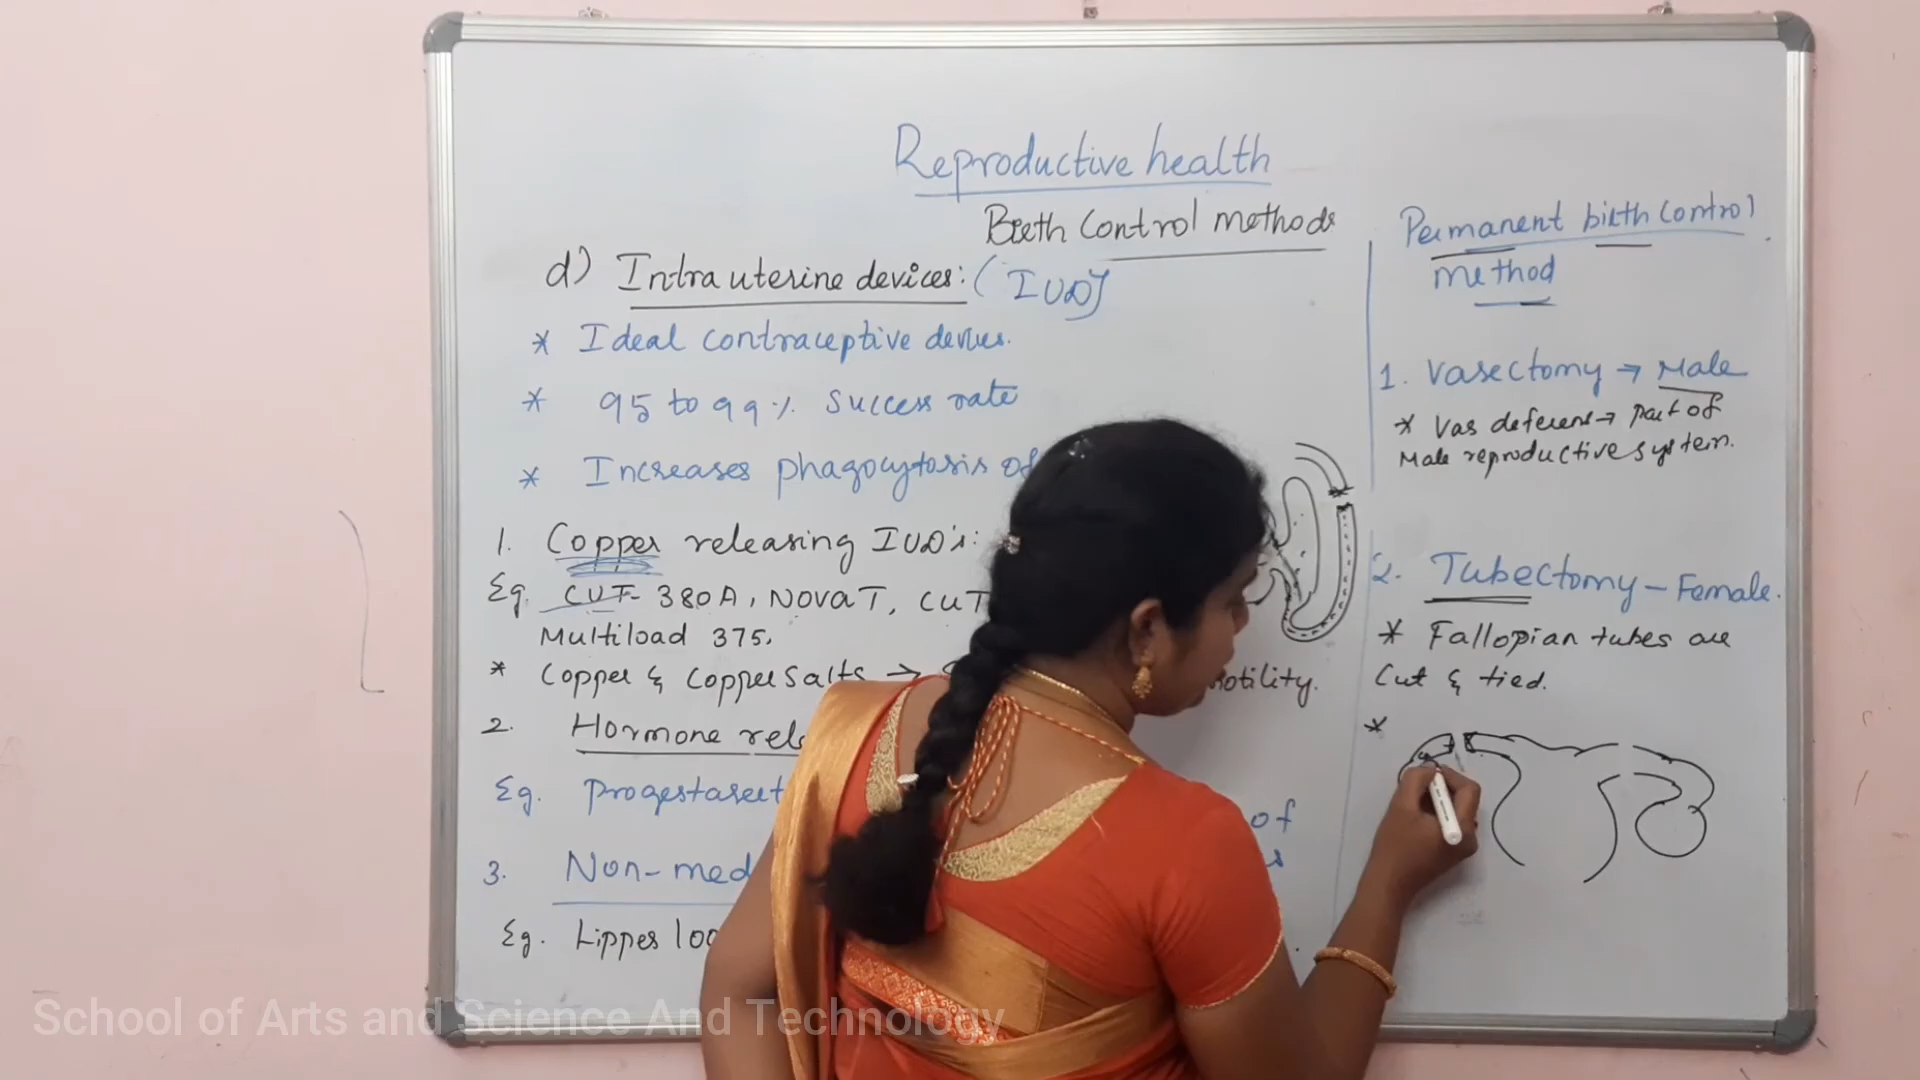 Reproductive health
Birth control methods
d) Intra uterine devices: (IUD)
* Ideal contraceptive devices.
* 95 to 99% success rate
* Increases phagocytosis of
1. Copper releasing IUD's:
Eg. CUT- 380A, NOVAT, CUT
Multiload 375,
* Copper & Copper salts →
motility.
2. Hormone rele
Eg. Progestasert
of
3. Non-med
Eg. Lippes loo
Permanent birth control
method
1. Vasectomy → Male
* Vas deferens → part of
Male reproductive system.
2. Tubectomy - Female.
* Fallopian tubes are
Cut & tied.
*
School of Arts and Science And Technology